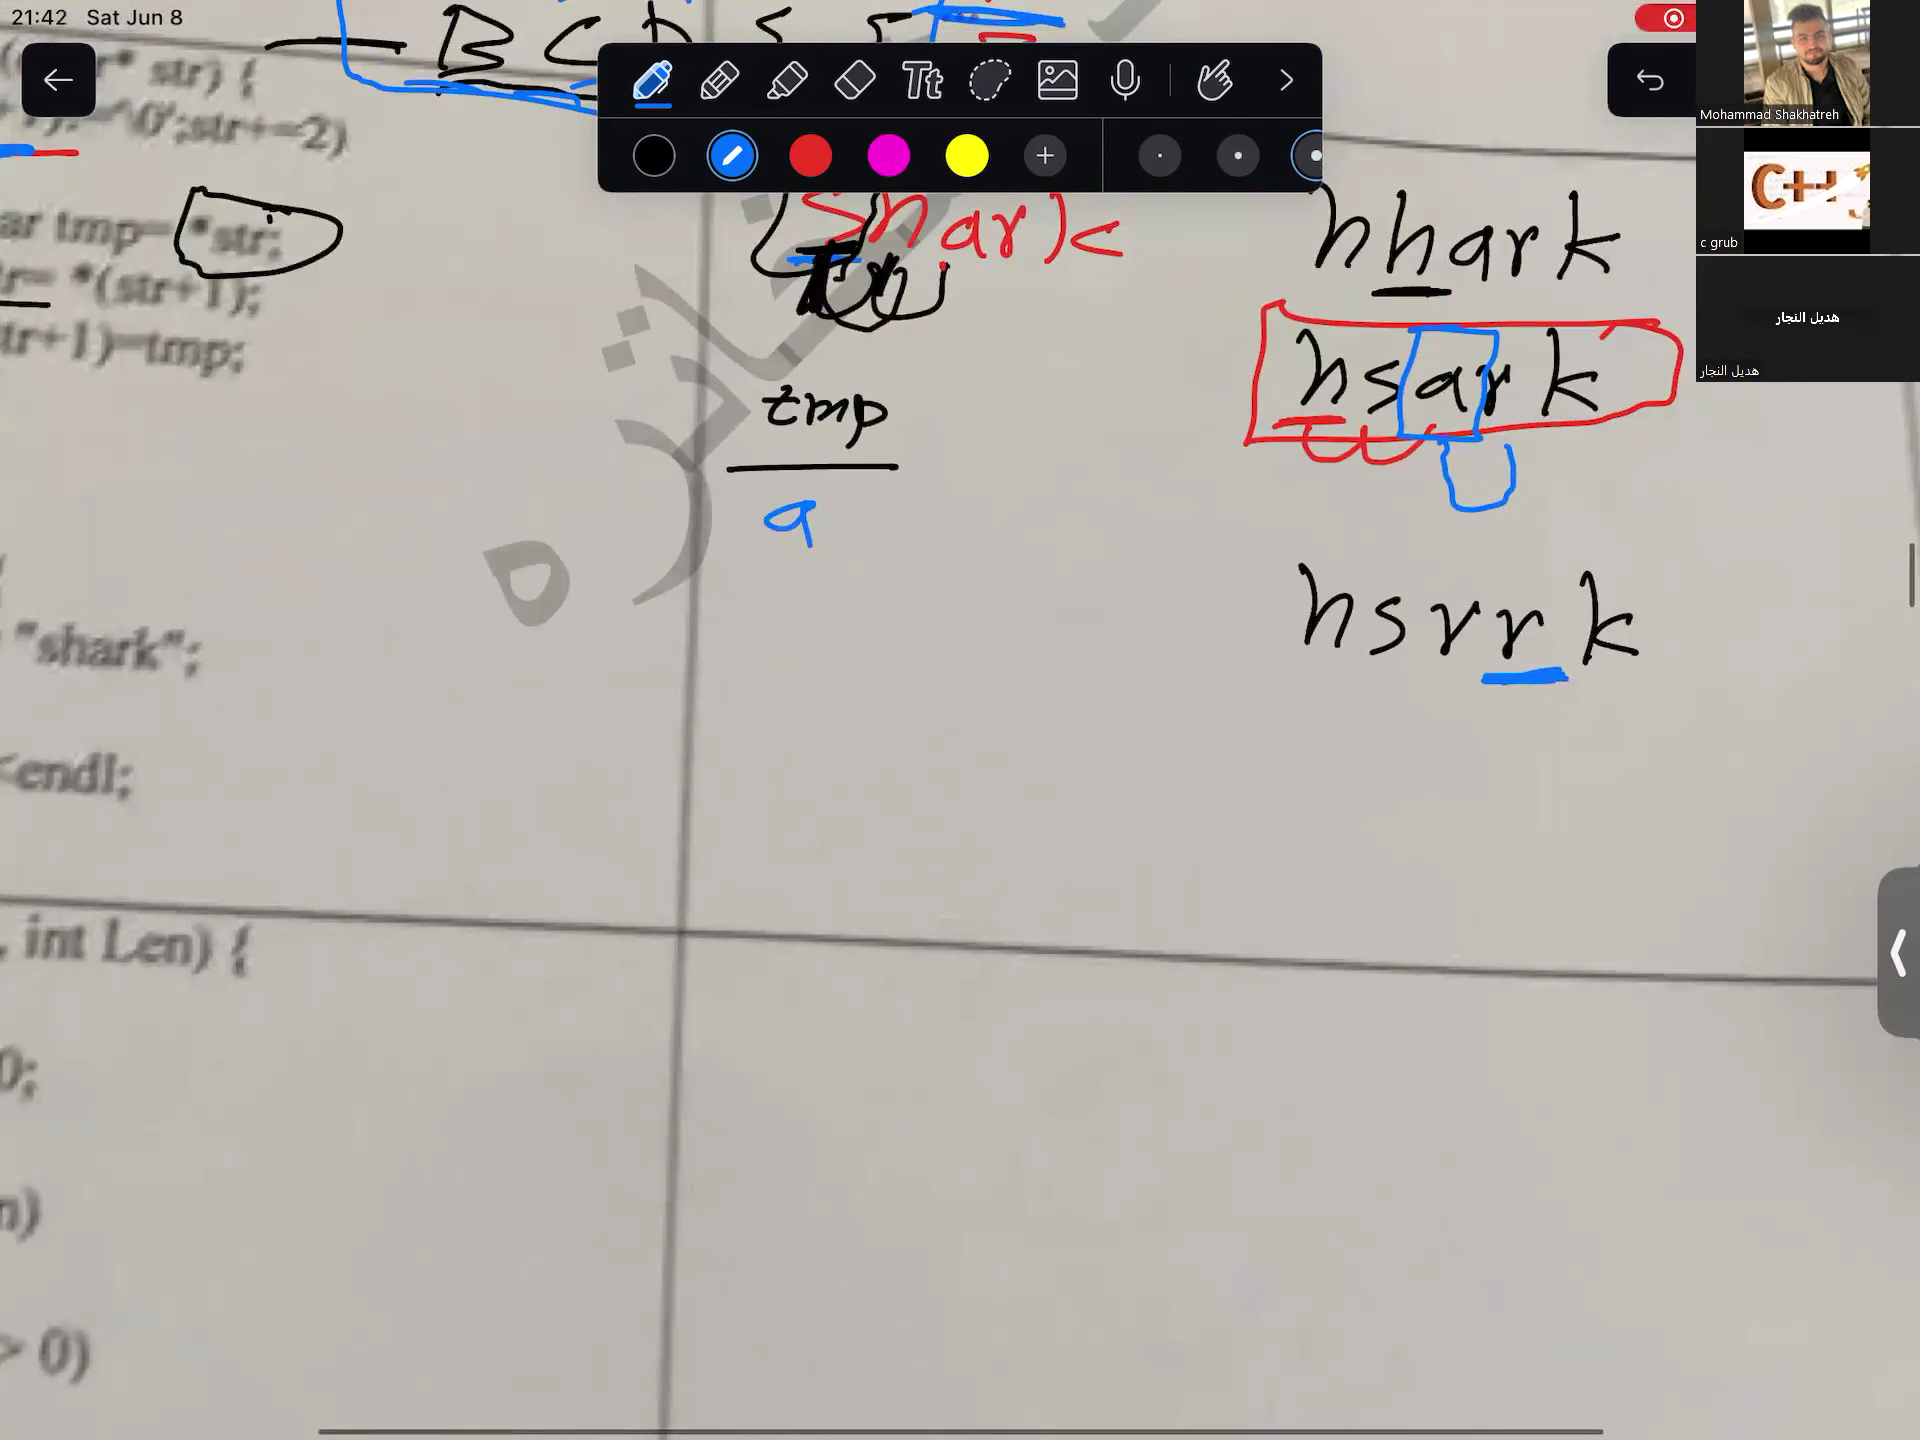 21:42 Sat Jun 8
B C
str) {
='\0';str+=2)
Tt
Mohammad Shakhatreh
C++
c grub
هديل النجار
هديل النجار
ar tmp= *str;
r= *(str+1);
tr+1)=tmp;
Shark
hhark
hsark
tmp
a
hsrrk
"shark";
<endl;
, int Len) {
0;
n)
> 0)